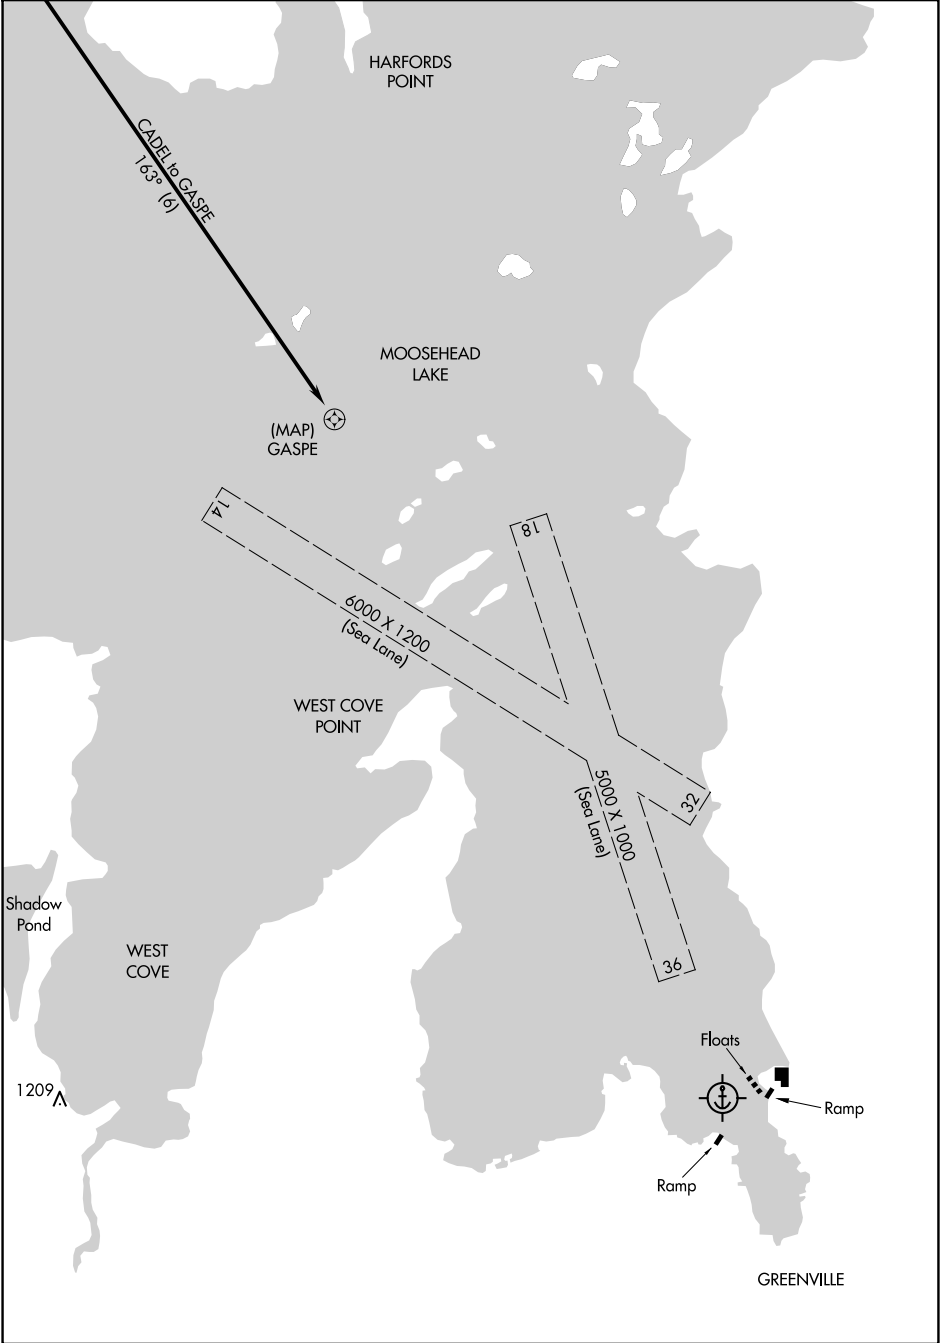 HARFORDS
POINT
CADEL to GASPE
163° (6)
MOOSEHEAD
LAKE
(MAP)
GASPE
14
18
6000 X 1200
(Sea Lane)
WEST COVE
POINT
5000 X 1000
(Sea Lane)
32
Shadow
Pond
WEST
COVE
36
Floats
1209
Ramp
Ramp
GREENVILLE